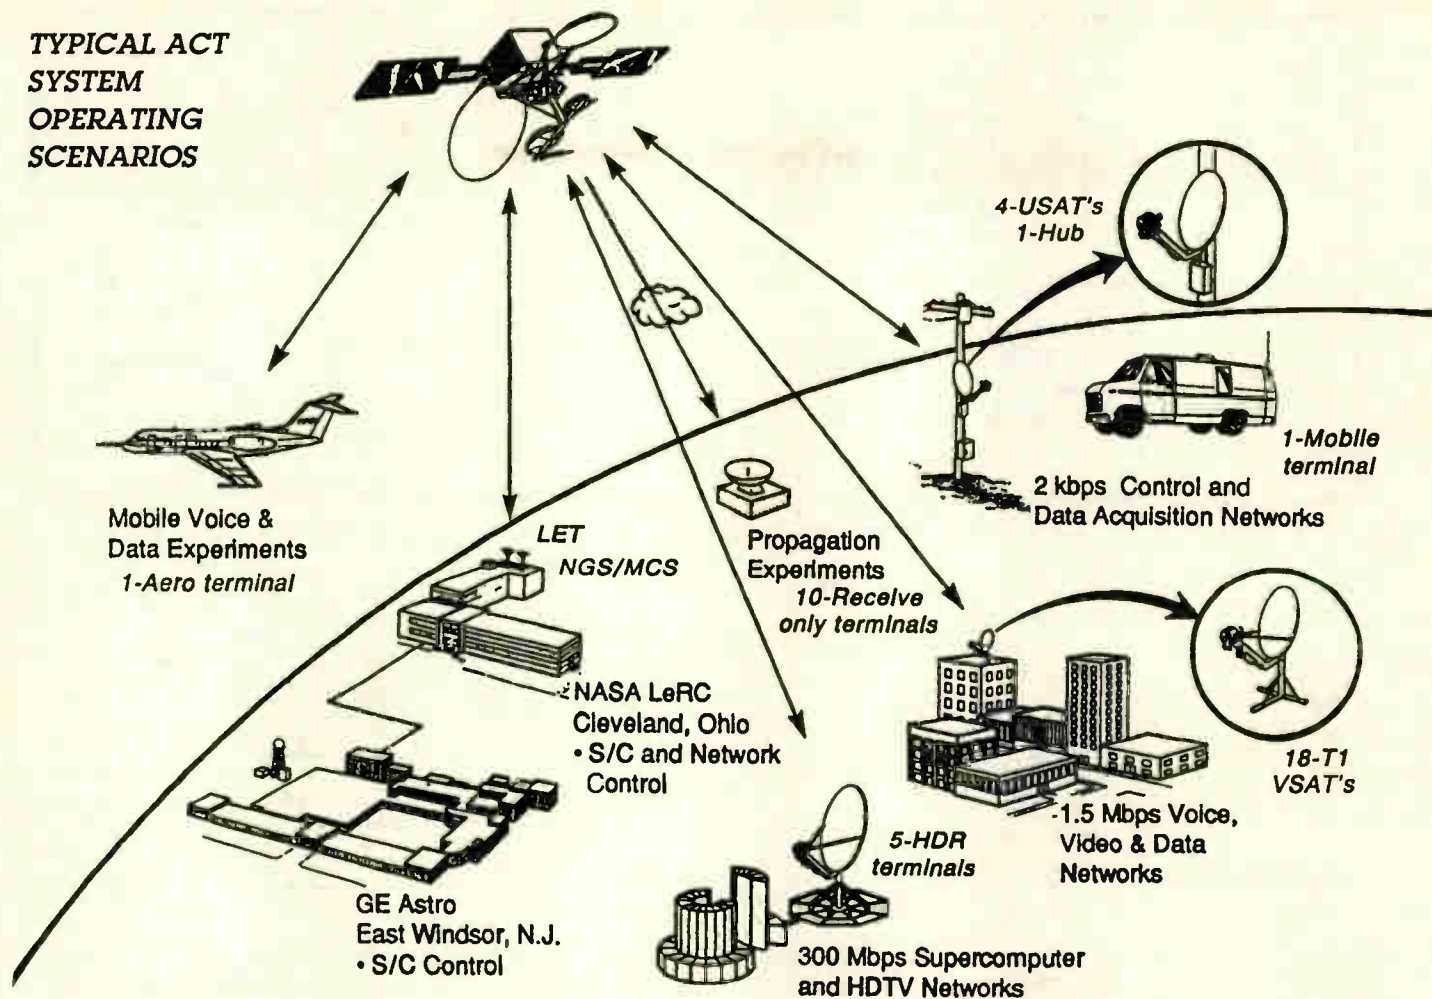 TYPICAL ACT
SYSTEM
OPERATING
SCENARIOS
4-USAT's
1-Hub
1-Mobile
terminal
2 kbps Control and
Data Acquisition Networks
Mobile Voice &
Data Experiments
1-Aero terminal
LET
NGS/MCS
Propagation
Experiments
10-Receive
only terminals
NASA LeRC
Cleveland, Ohio
• S/C and Network
Control
18-T1
VSAT's
1.5 Mbps Voice,
Video & Data
Networks
5-HDR
terminals
GE Astro
East Windsor, N.J.
• S/C Control
300 Mbps Supercomputer
and HDTV Networks